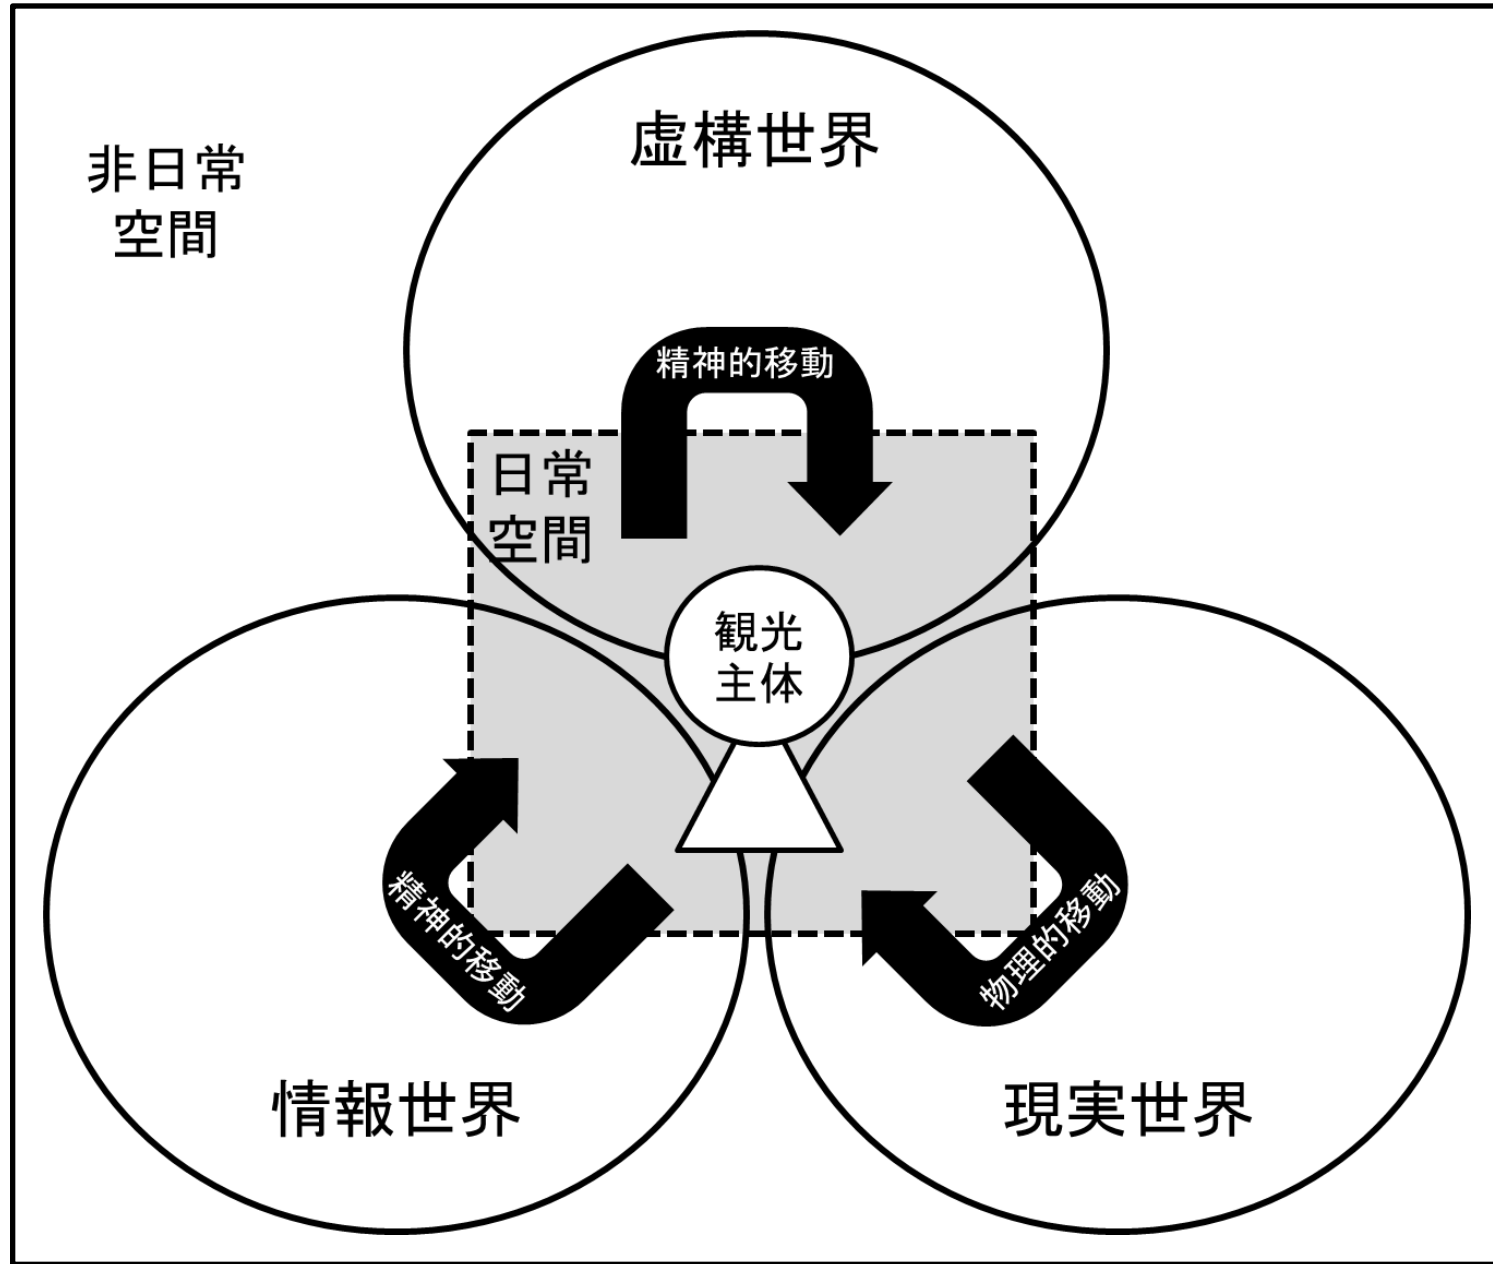 虚構世界
非日常
空間
精神的移動
日常
空間
観光
主体
精神的移動
物理的移動
情報世界
現実世界